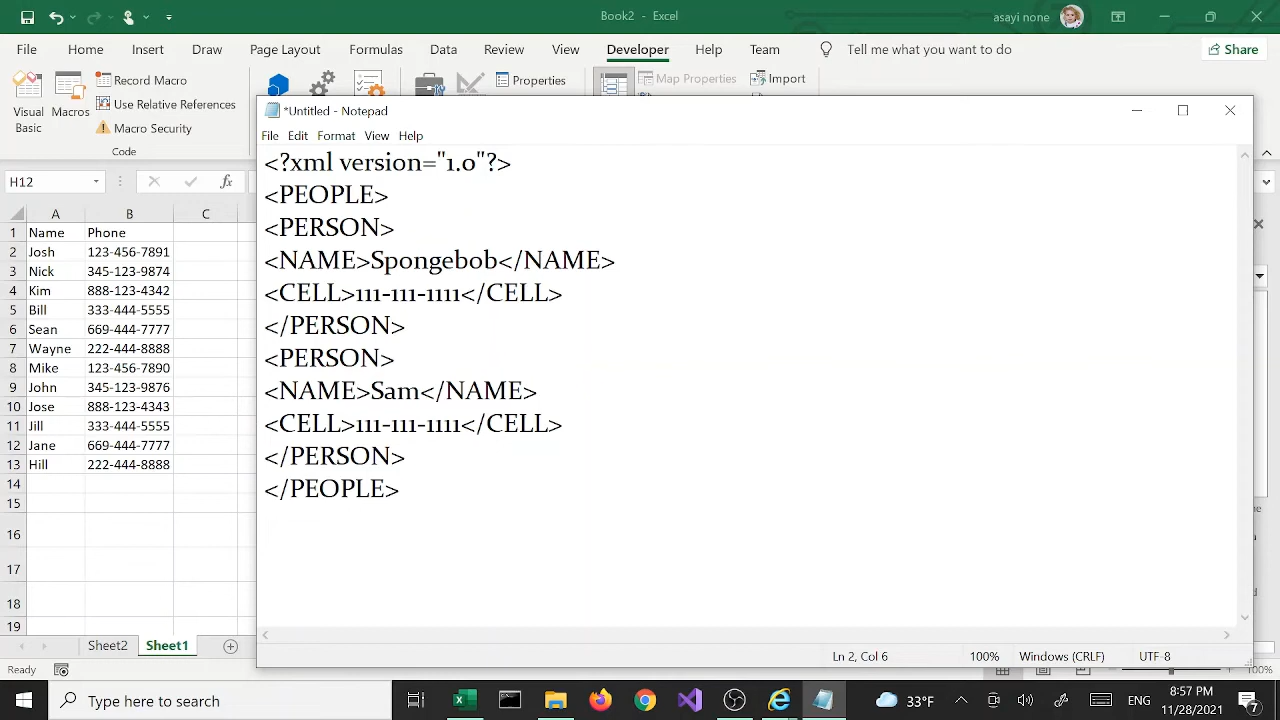 Book2 - Excel
asayi none
File Home Insert Draw Page Layout Formulas Data Review View Developer Help Team Tell me what you want to do Share
Visual Basic
Macros
Record Macro
Use Relative References
Macro Security
Code
Properties
Map Properties
Import
*Untitled - Notepad
File Edit Format View Help
<?xml version="1.0"?>
<PEOPLE>
<PERSON>
<NAME>Spongebob</NAME>
<CELL>111-111-1111</CELL>
</PERSON>
<PERSON>
<NAME>Sam</NAME>
<CELL>111-111-1111</CELL>
</PERSON>
</PEOPLE>
Ln 2, Col 6 100% Windows (CRLF) UTF-8
H12
A B C
1 Name Phone
2 Josh 123-456-7891
3 Nick 345-123-9874
4 Kim 888-123-4342
5 Bill 333-444-5555
6 Sean 669-444-7777
7 Wayne 222-444-8888
8 Mike 123-456-7890
9 John 345-123-9876
10 Jose 888-123-4343
11 Jill 333-444-5555
12 Jane 669-444-7777
13 Hill 222-444-8888
14
15
16
17
18
19
Sheet2 Sheet1
Ready
100%
Type here to search
33°F
ENG
3:57 PM
11/28/2021
7